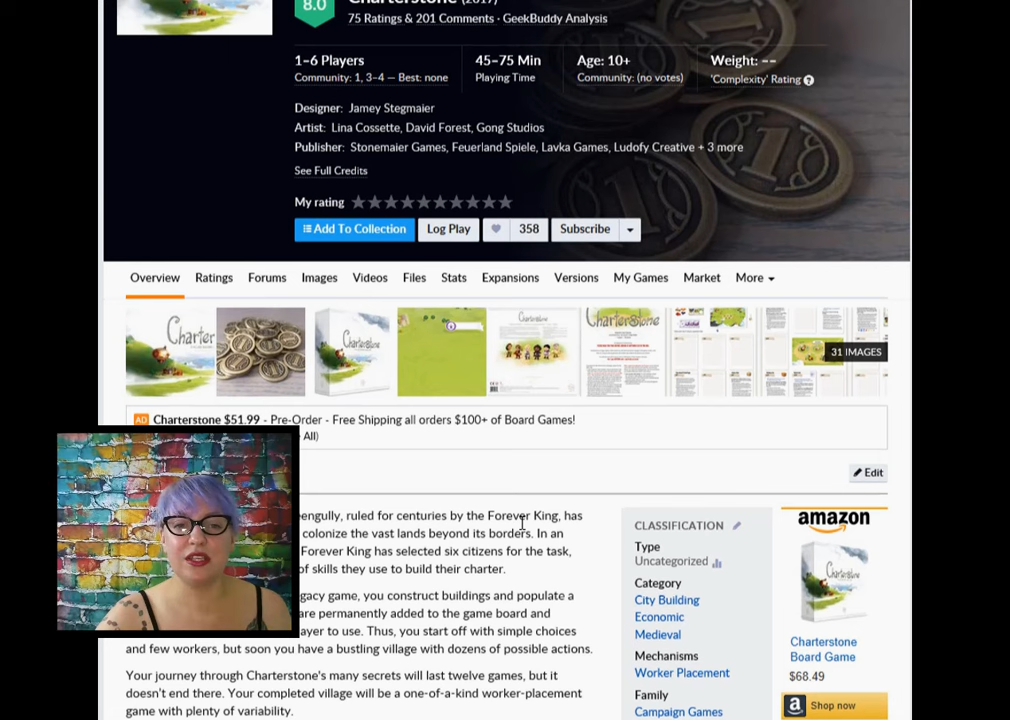 8.0
Charterstone (2017)
75 Ratings & 201 Comments · GeekBuddy Analysis
1–6 Players
45–75 Min
Age: 10+
Weight: --
Community: 1, 3–4 — Best: none
Playing Time
Community: (no votes)
'Complexity' Rating
Designer: Jamey Stegmaier
Artist: Lina Cossette, David Forest, Gong Studios
Publisher: Stonemaier Games, Feuerland Spiele, Lavka Games, Ludofy Creative + 3 more
See Full Credits
My rating
Add To Collection
Log Play
358
Subscribe
Overview Ratings Forums Images Videos Files Stats Expansions Versions My Games Market More
Charter
Charterstone
Charterstone
CharterStone
31 IMAGES
AD Charterstone $51.99 - Pre-Order - Free Shipping all orders $100+ of Board Games!
All)
Edit
engully, ruled for centuries by the Forever King, has
colonize the vast lands beyond its borders. In an
Forever King has selected six citizens for the task,
of skills they use to build their charter.
gacy game, you construct buildings and populate a
are permanently added to the game board and
ayer to use. Thus, you start off with simple choices
and few workers, but soon you have a bustling village with dozens of possible actions.
Your journey through Charterstone's many secrets will last twelve games, but it
doesn't end there. Your completed village will be a one-of-a-kind worker-placement
game with plenty of variability.
CLASSIFICATION
Type
Uncategorized
Category
City Building
Economic
Medieval
Mechanisms
Worker Placement
Family
Campaign Games
amazon
Charterstone
Charterstone
Board Game
$68.49
Shop now